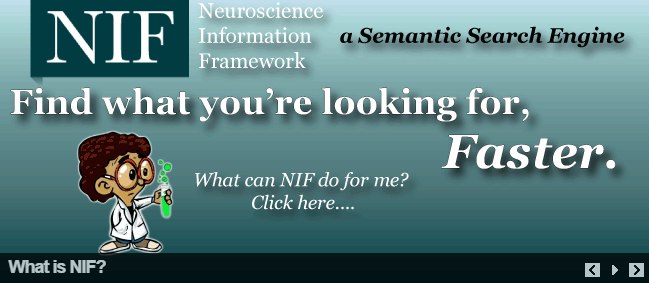 NIF
Neuroscience
Information
Framework
a Semantic Search Engine
Find what you're looking for,
Faster.
What can NIF do for me?
Click here....
What is NIF?